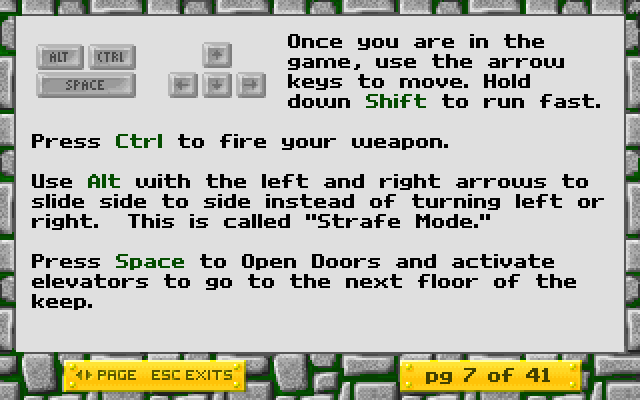 ALT CTRL
SPACE
Once you are in the
game, use the arrow
keys to move. Hold
down Shift to run fast.
Press Ctrl to fire your weapon.
Use Alt with the left and right arrows to
slide side to side instead of turning left or
right. This is called "Strafe Mode."
Press Space to Open Doors and activate
elevators to go to the next floor of the
keep.
PAGE ESC EXITS
pg 7 of 41